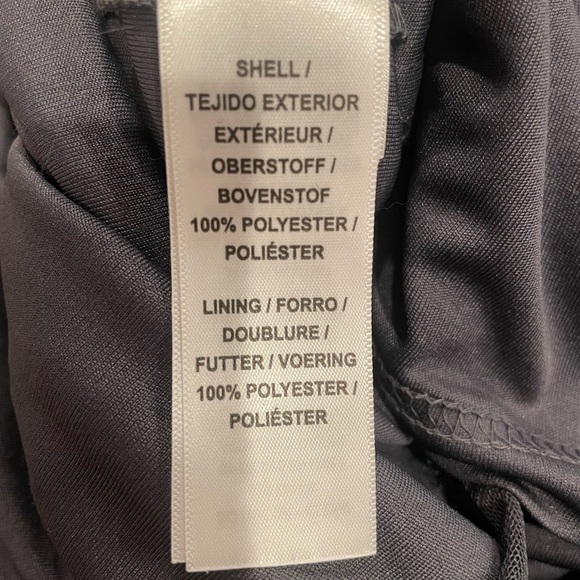 SHELL /
TEJIDO EXTERIOR
EXTÉRIEUR /
OBERSTOFF /
BOVENSTOF
100% POLYESTER /
POLIÉSTER
LINING / FORRO /
DOUBLURE /
FUTTER / VOERING
100% POLYESTER /
POLIÉSTER